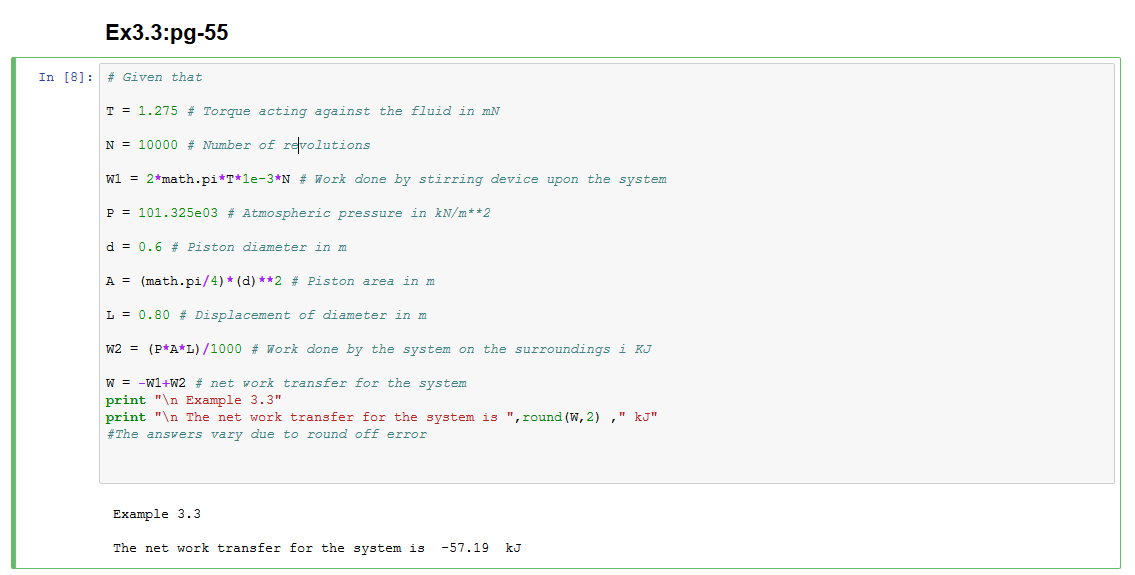 Ex3.3:pg-55
In [8]: # Given that
T = 1.275 # Torque acting against the fluid in mN
N = 10000 # Number of revolutions
W1 = 2*math.pi*T*1e-3*N # Work done by stirring device upon the system
P = 101.325e03 # Atmospheric pressure in kN/m**2
d = 0.6 # Piston diameter in m
A = (math.pi/4)*(d)**2 # Piston area in m
L = 0.80 # Displacement of diameter in m
W2 = (P*A*L)/1000 # Work done by the system on the surroundings i KJ
W = -W1+W2 # net work transfer for the system
print "\n Example 3.3"
print "\n The net work transfer for the system is ",round(W,2) ," kJ"
#The answers vary due to round off error
Example 3.3
The net work transfer for the system is  -57.19  kJ